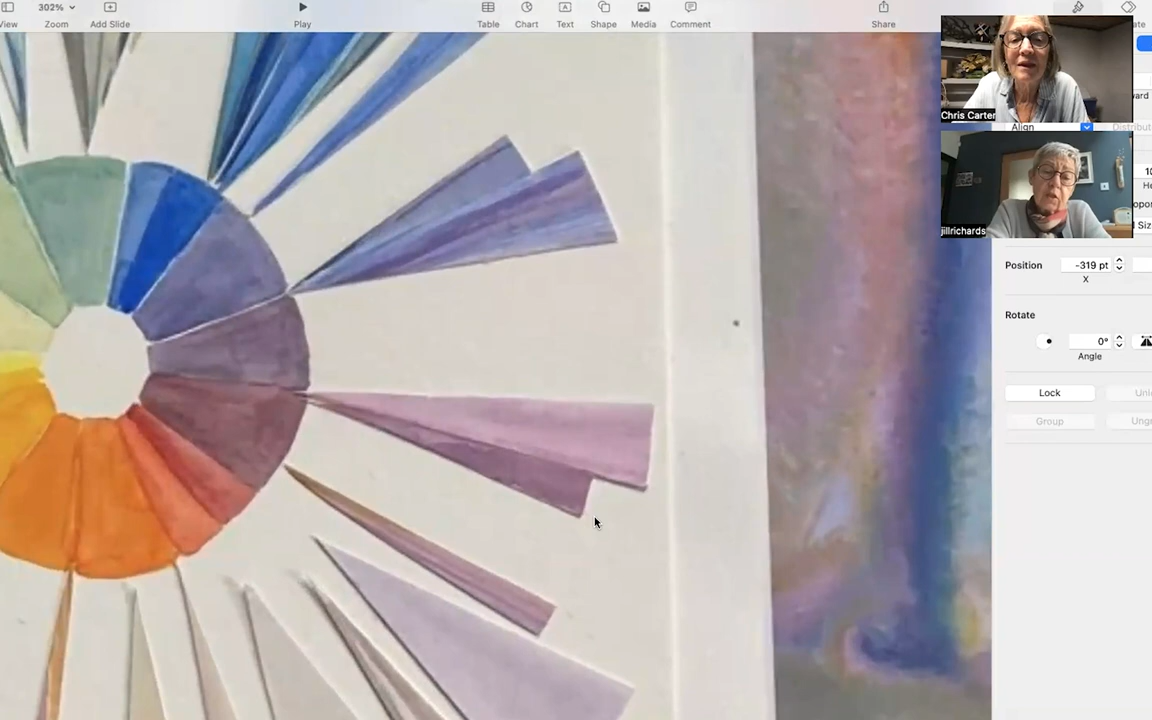 302%
View Zoom Add Slide Play Table Chart Text Shape Media Comment Share
Chris Carter
Align Distribut
jillrichards
Position -319 pt
X
Rotate
0°
Angle
Lock
Group